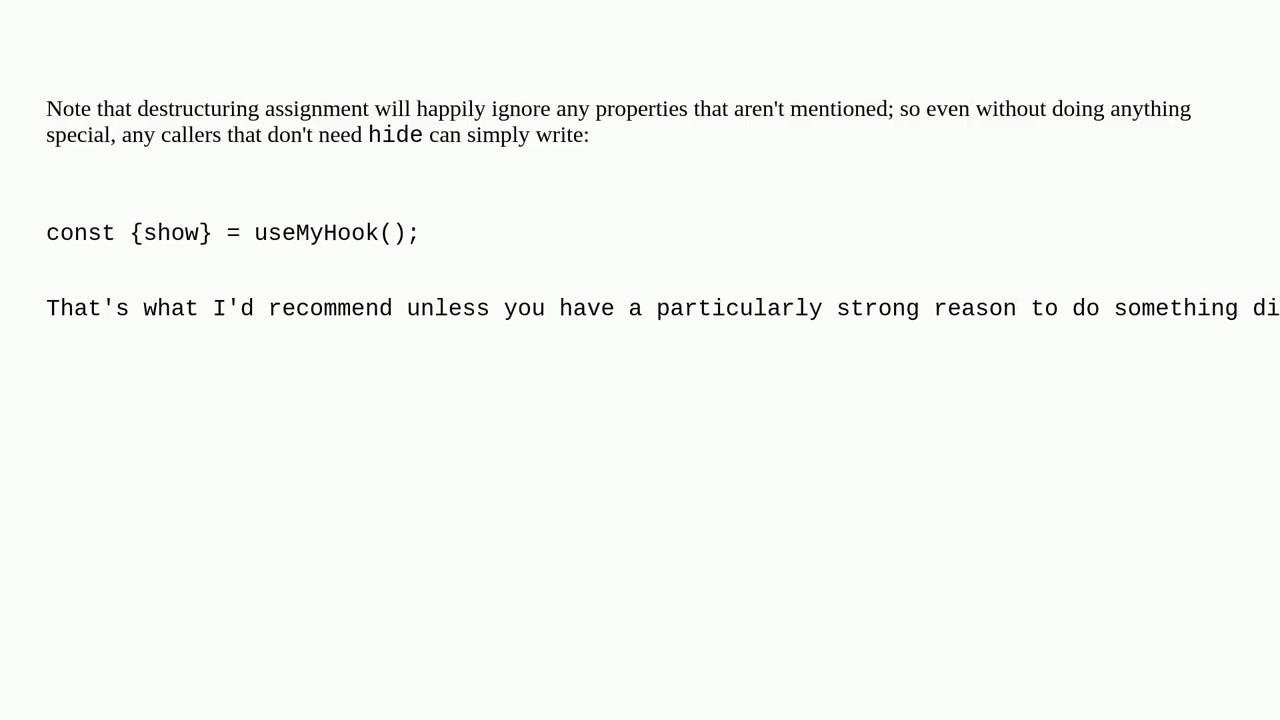 Note that destructuring assignment will happily ignore any properties that aren't mentioned; so even without doing anything
special, any callers that don't need hide can simply write:
const {show} = useMyHook();
That's what I'd recommend unless you have a particularly strong reason to do something di